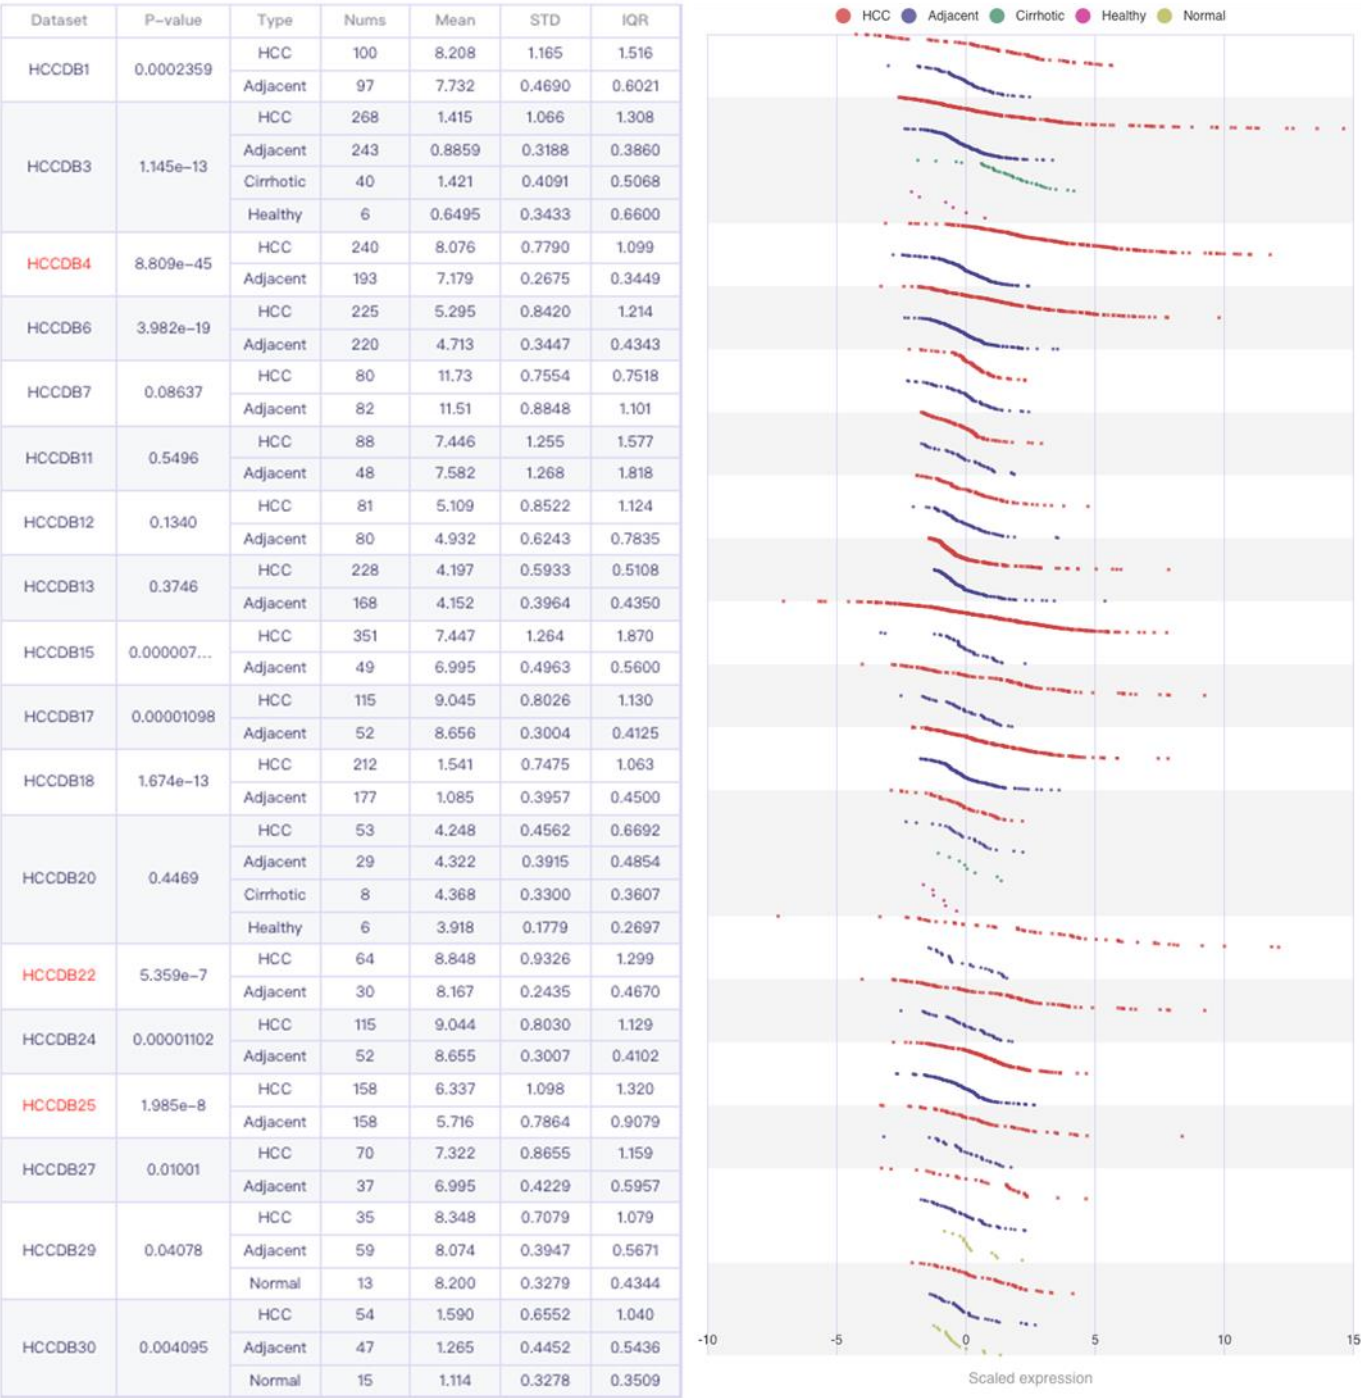 Dataset P-value Type Nums Mean STD IQR
HCCDB1 0.0002359 HCC 100 8.208 1.165 1.516
Adjacent 97 7.732 0.4690 0.6021
HCCDB3 1.145e-13 HCC 268 1.415 1.066 1.308
Adjacent 243 0.8859 0.3188 0.3860
Cirrhotic 40 1.421 0.4091 0.5068
Healthy 6 0.6495 0.3433 0.6600
HCCDB4 8.809e-45 HCC 240 8.076 0.7790 1.099
Adjacent 193 7.179 0.2675 0.3449
HCCDB6 3.982e-19 HCC 225 5.295 0.8420 1.214
Adjacent 220 4.713 0.3447 0.4343
HCCDB7 0.08637 HCC 80 11.73 0.7554 0.7518
Adjacent 82 11.51 0.8848 1.101
HCCDB11 0.5496 HCC 88 7.446 1.255 1.577
Adjacent 48 7.582 1.268 1.818
HCCDB12 0.1340 HCC 81 5.109 0.8522 1.124
Adjacent 80 4.932 0.6243 0.7835
HCCDB13 0.3746 HCC 228 4.197 0.5933 0.5108
Adjacent 168 4.152 0.3964 0.4350
HCCDB15 0.000007... HCC 351 7.447 1.264 1.870
Adjacent 49 6.995 0.4963 0.5600
HCCDB17 0.00001098 HCC 115 9.045 0.8026 1.130
Adjacent 52 8.656 0.3004 0.4125
HCCDB18 1.674e-13 HCC 212 1.541 0.7475 1.063
Adjacent 177 1.085 0.3957 0.4500
HCCDB20 0.4469 HCC 53 4.248 0.4562 0.6692
Adjacent 29 4.322 0.3915 0.4854
Cirrhotic 8 4.368 0.3300 0.3607
Healthy 6 3.918 0.1779 0.2697
HCCDB22 5.359e-7 HCC 64 8.848 0.9326 1.299
Adjacent 30 8.167 0.2435 0.4670
HCCDB24 0.00001102 HCC 115 9.044 0.8030 1.129
Adjacent 52 8.655 0.3007 0.4102
HCCDB25 1.985e-8 HCC 158 6.337 1.098 1.320
Adjacent 158 5.716 0.7864 0.9079
HCCDB27 0.01001 HCC 70 7.322 0.8655 1.159
Adjacent 37 6.995 0.4229 0.5957
HCCDB29 0.04078 HCC 35 8.348 0.7079 1.079
Adjacent 59 8.074 0.3947 0.5671
Normal 13 8.200 0.3279 0.4344
HCCDB30 0.004095 HCC 54 1.590 0.6552 1.040
Adjacent 47 1.265 0.4452 0.5436
Normal 15 1.114 0.3278 0.3509
HCC Adjacent Cirrhotic Healthy Normal
-10 -5 0 5 10 15
Scaled expression